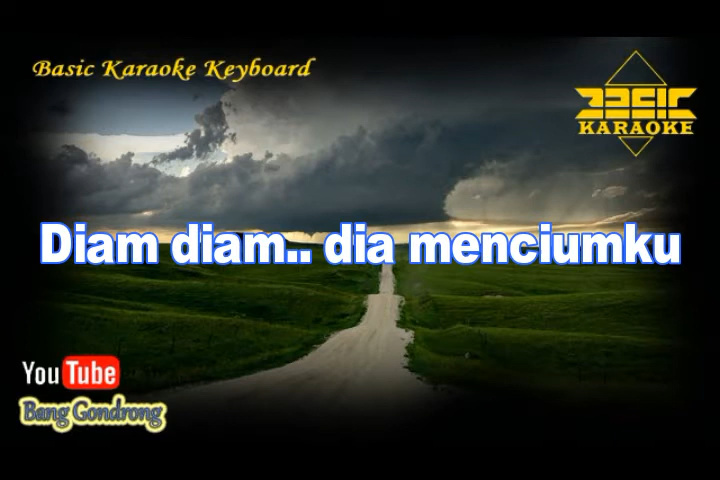 Basic Karaoke Keyboard
BASIC
KARAOKE
Diam diam.. dia menciumku
YouTube
Bang Gondrong